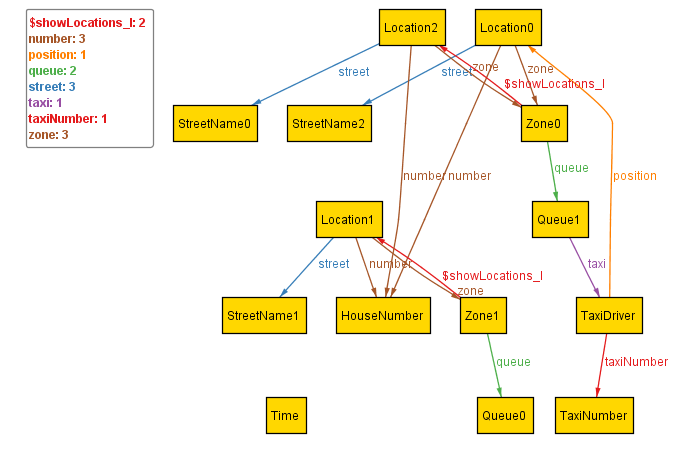 $showLocations_l: 2
number: 3
position: 1
queue: 2
street: 3
taxi: 1
taxiNumber: 1
zone: 3
Location2
Location0
street
street
zone
zone
$showLocations_l
StreetName0
StreetName2
Zone0
number
number
queue
position
Location1
Queue1
street
number
$showLocations_l
zone
taxi
StreetName1
HouseNumber
Zone1
TaxiDriver
queue
taxiNumber
Time
Queue0
TaxiNumber